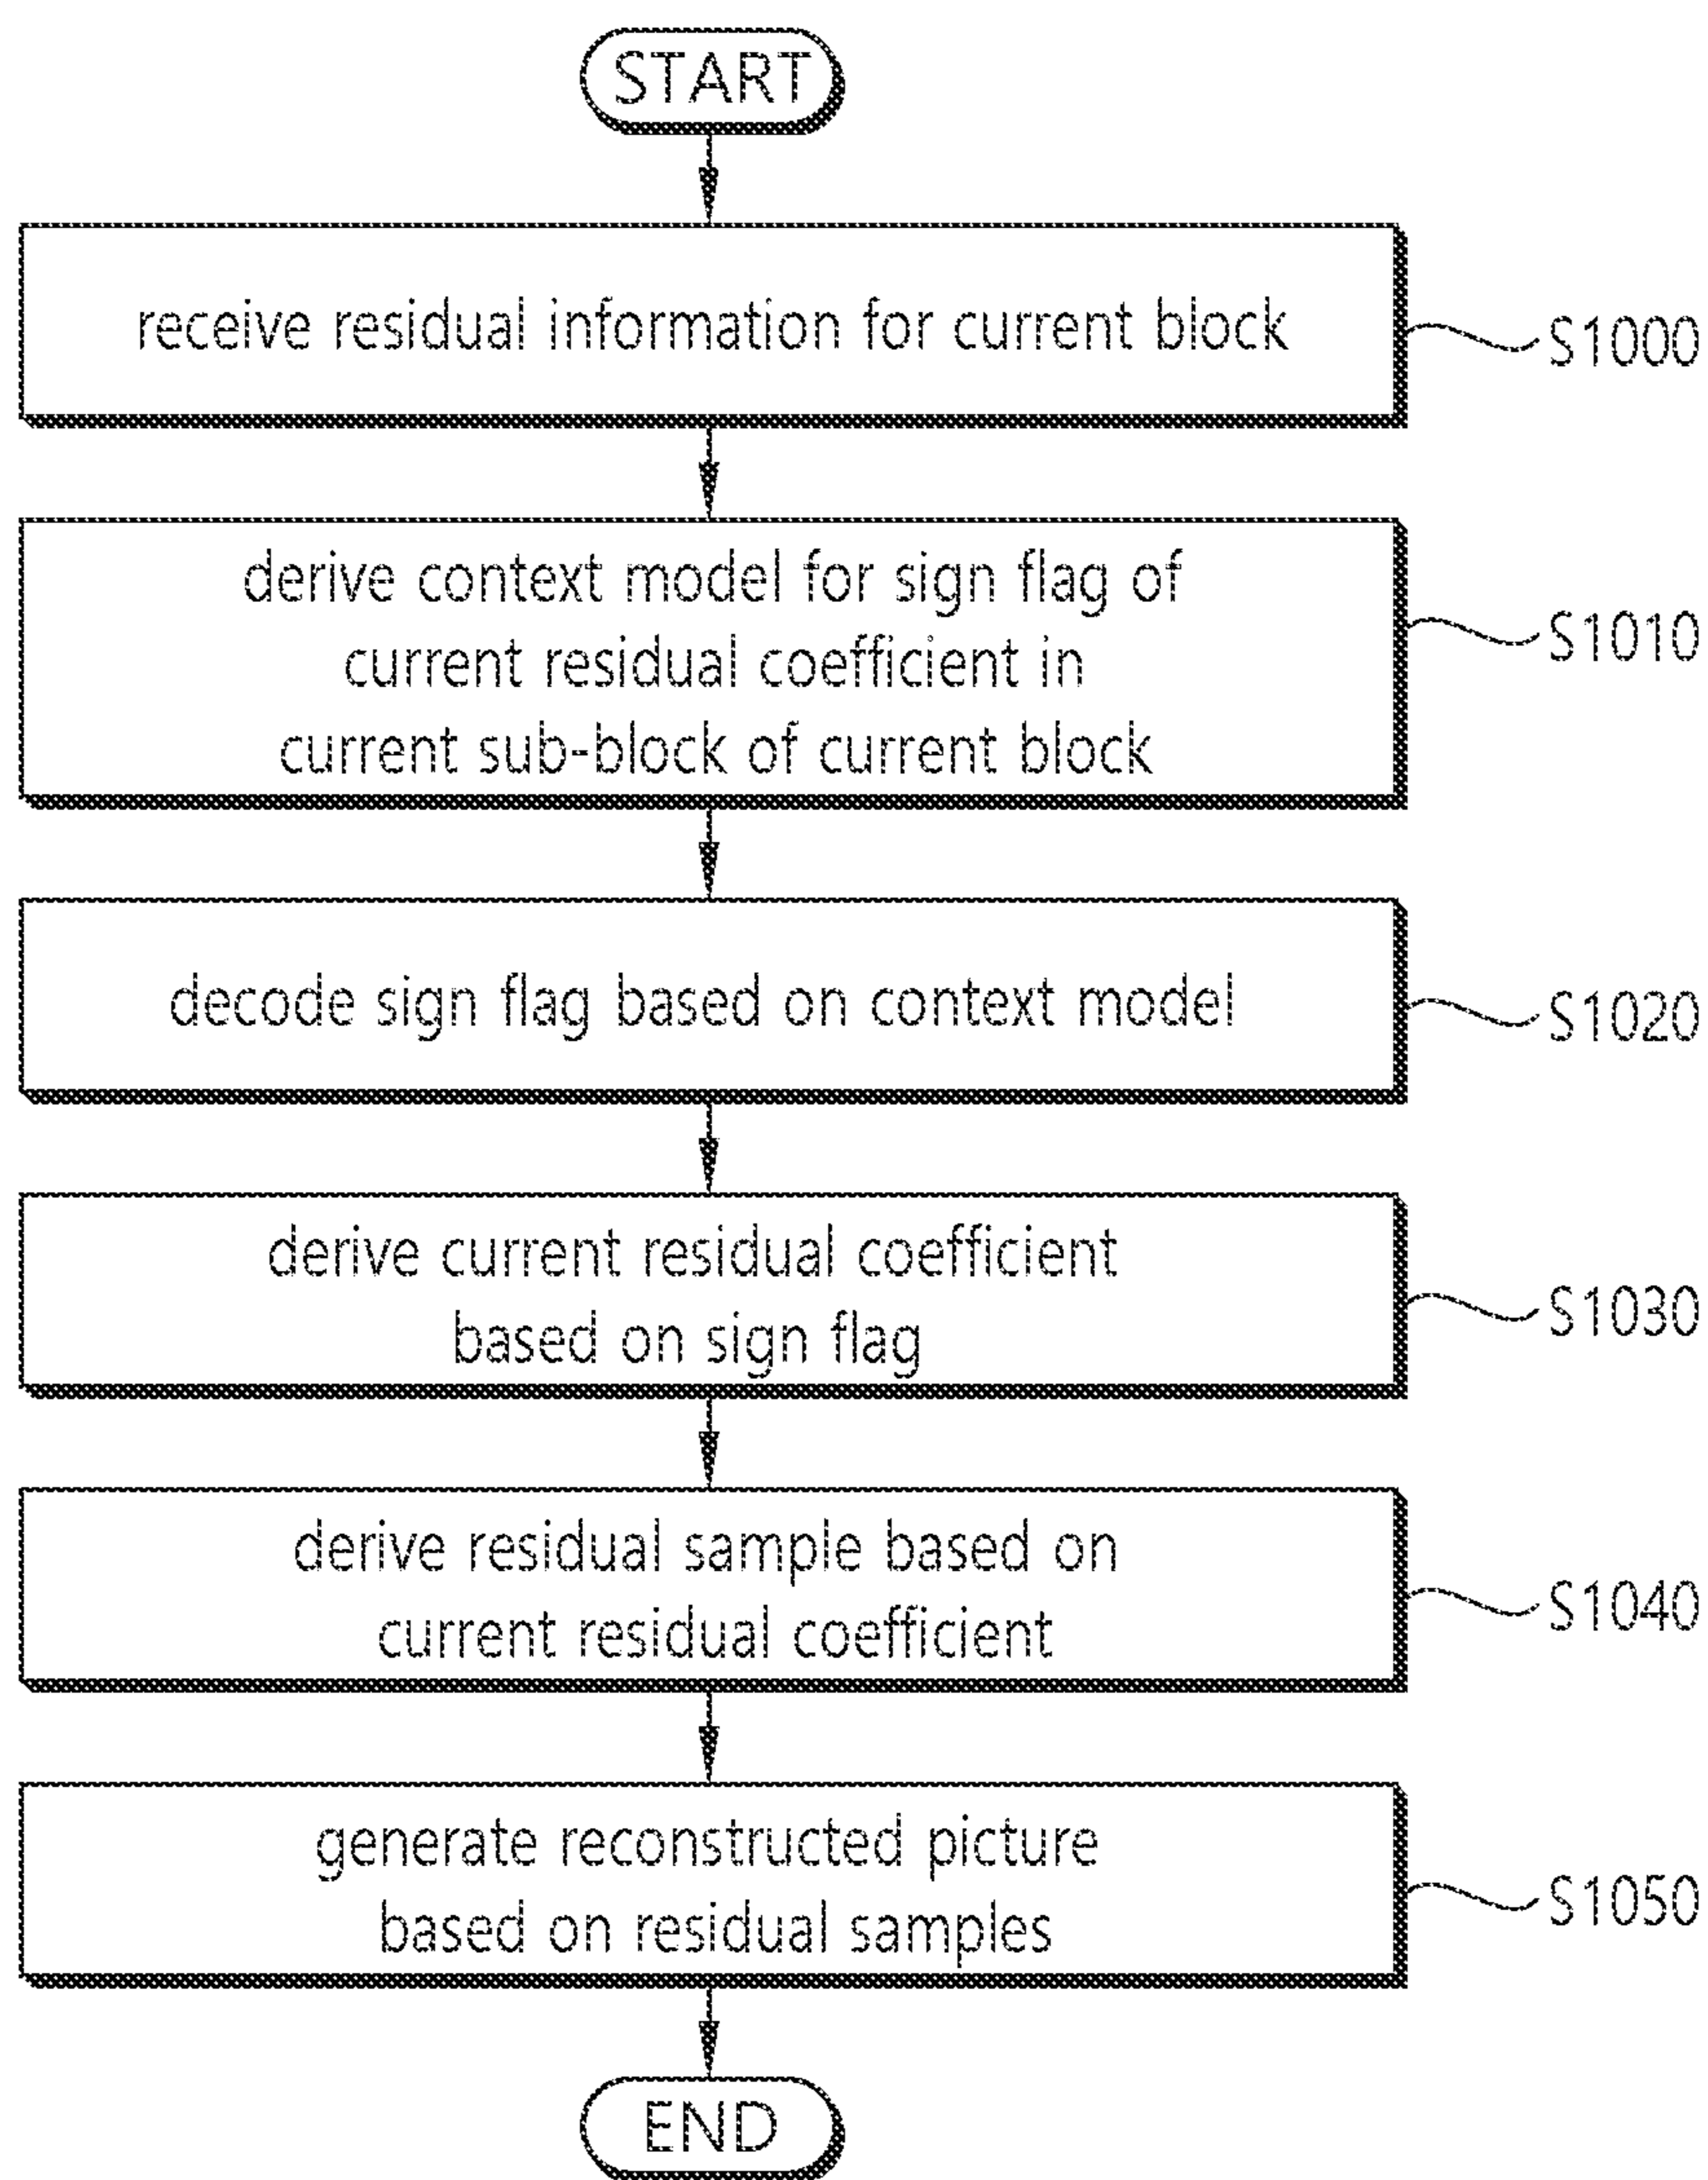 START
receive residual information for current block
S1000
derive context model for sign flag of
current residual coefficient in
current sub-block of current block
S1010
decode sign flag based on context model
S1020
derive current residual coefficient
based on sign flag
S1030
derive residual sample based on
current residual coefficient
S1040
generate reconstructed picture
based on residual samples
S1050
END